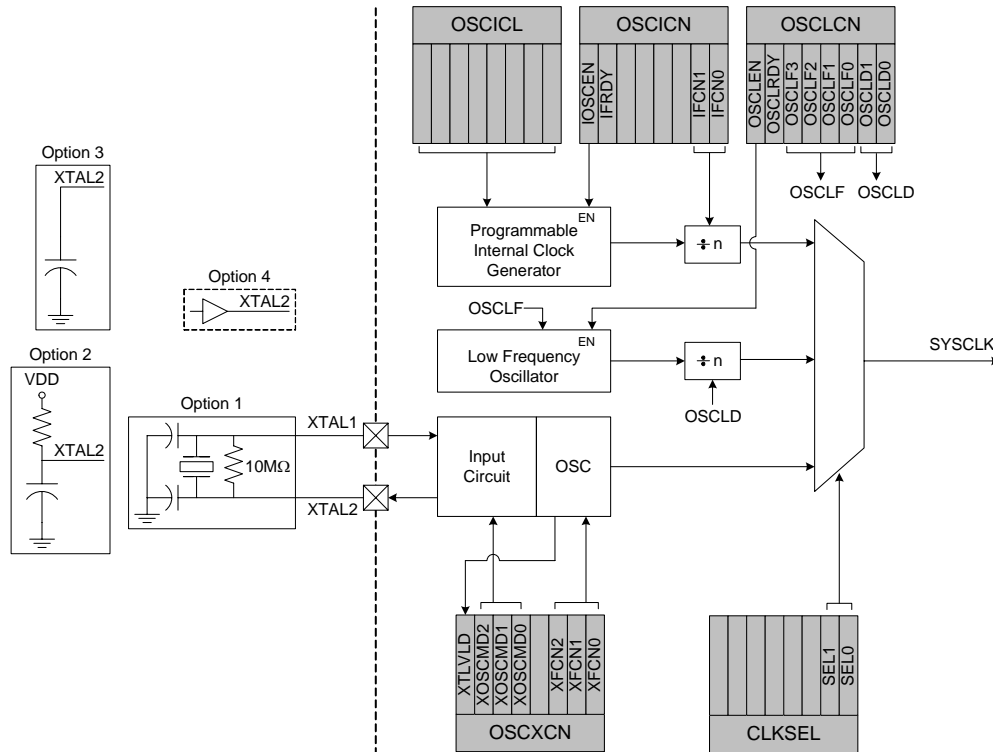 OSCICL
OSCICN
OSCLCN
IOSCEN
IFRDY
IFCN1
IFCN0
OSCLEN
OSCLRDY
OSCLF3
OSCLF2
OSCLF1
OSCLF0
OSCLD1
OSCLD0
OSCLF
OSCLD
Option 3
XTAL2
Option 4
XTAL2
EN
Programmable
Internal Clock
Generator
÷ n
OSCLF
EN
Low Frequency
Oscillator
÷ n
OSCLD
SYSCLK
Option 2
VDD
XTAL2
Option 1
10MΩ
XTAL1
XTAL2
Input
Circuit
OSC
XTLVLD
XOSCMD2
XOSCMD1
XOSCMD0
XFCN2
XFCN1
XFCN0
OSCXCN
SEL1
SEL0
CLKSEL